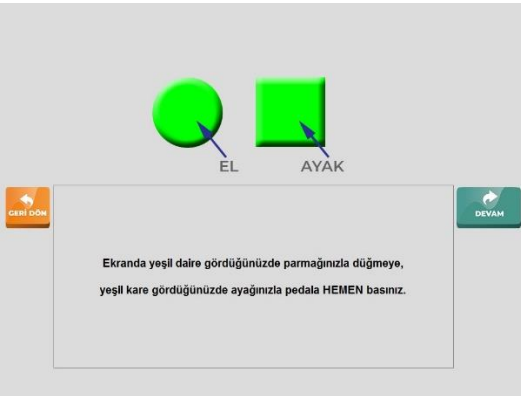 EL
AYAK
GERİ DÖN
DEVAM
Ekranda yeşil daire gördüğünüzde parmağınızla düğmeye,
yeşil kare gördüğünüzde ayağınızla pedala HEMEN basınız.